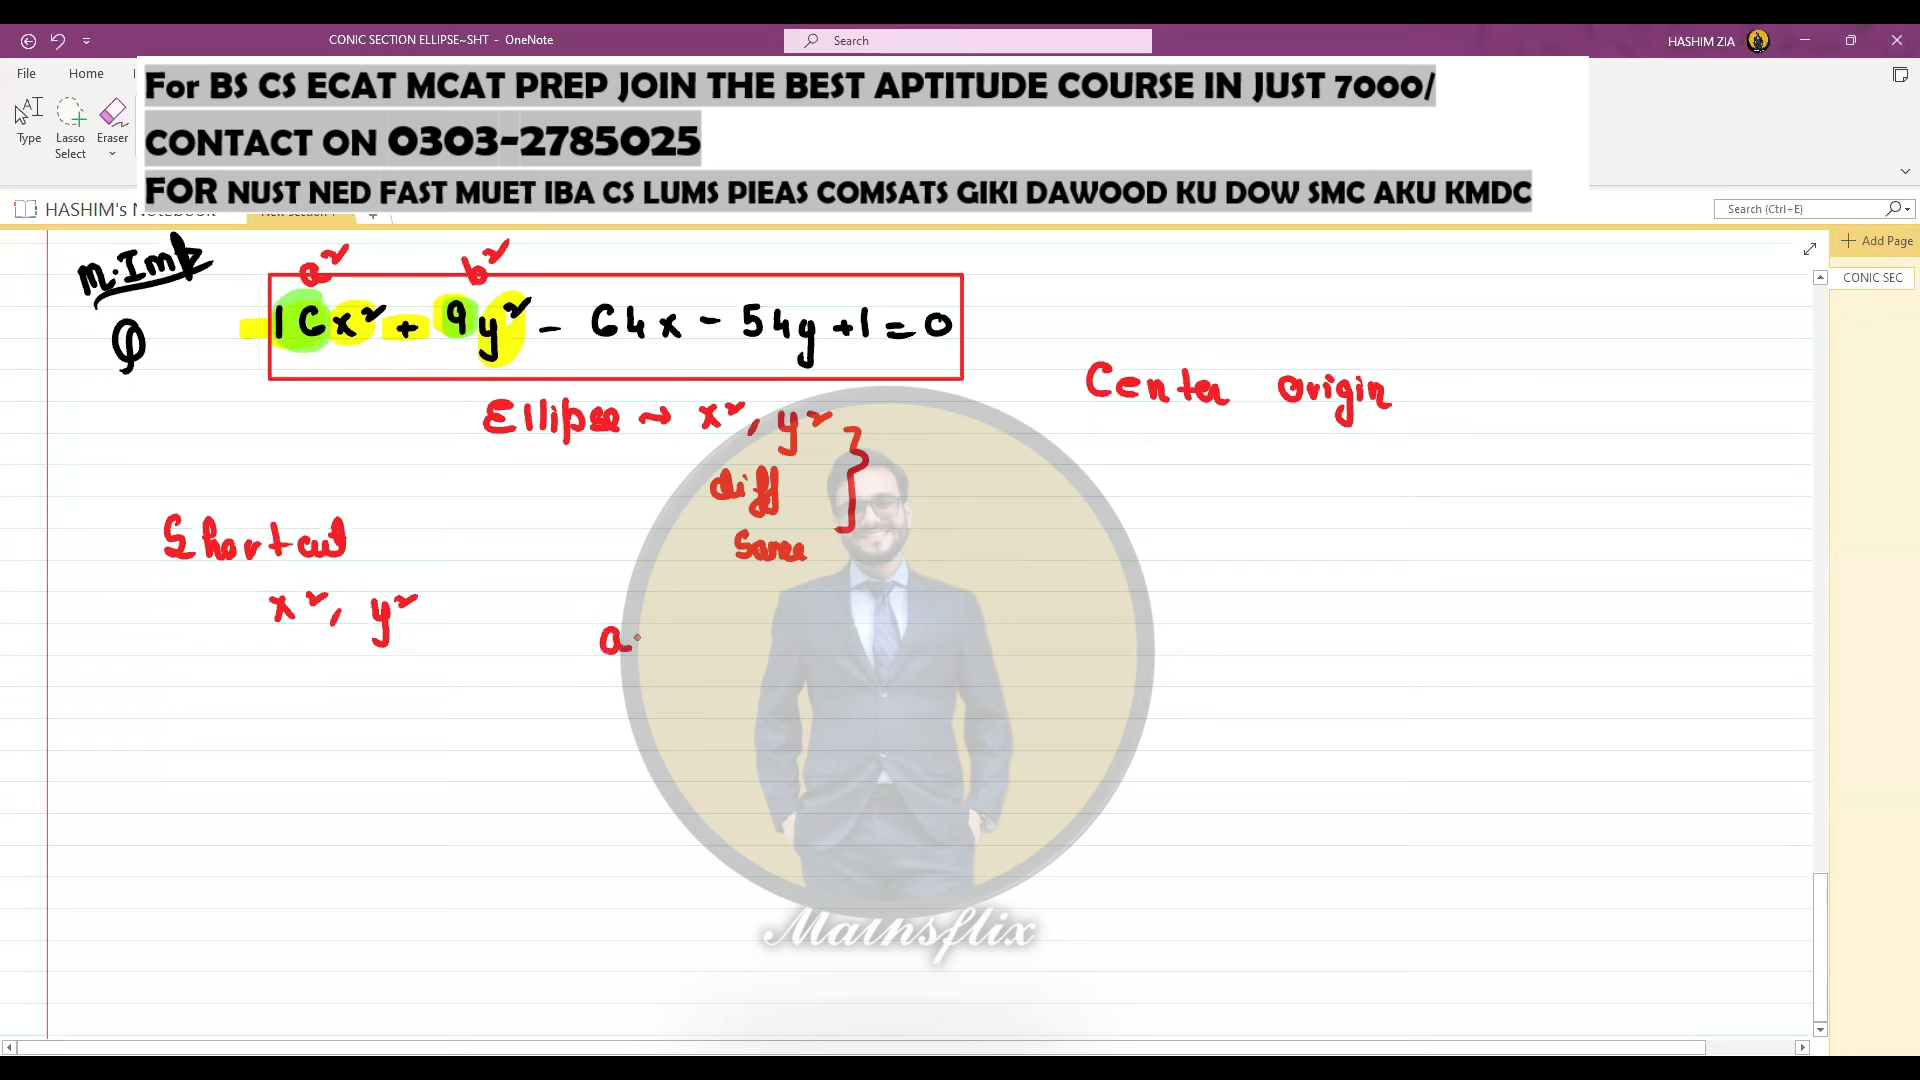 CONIC SECTION ELLIPSE~SHT - OneNote
Search
HASHIM ZIA
File Home
For BS CS ECAT MCAT PREP JOIN THE BEST APTITUDE COURSE IN JUST 7000/
CONTACT ON 0303-2785025
FOR NUST NED FAST MUET IBA CS LUMS PIEAS COMSATS GIKI DAWOOD KU DOW SMC AKU KMDC
Type
Lasso Select
Eraser
HASHIM's Notebook
Search (Ctrl+E)
Add Page
CONIC SEC
M.Imp
a² b²
Q 16x² + 9y² - 64x - 54y + 1 = 0
Center origin
Ellipse ~ x², y² }
diff
Same
Shortcut
x², y²
a
Mainsflix